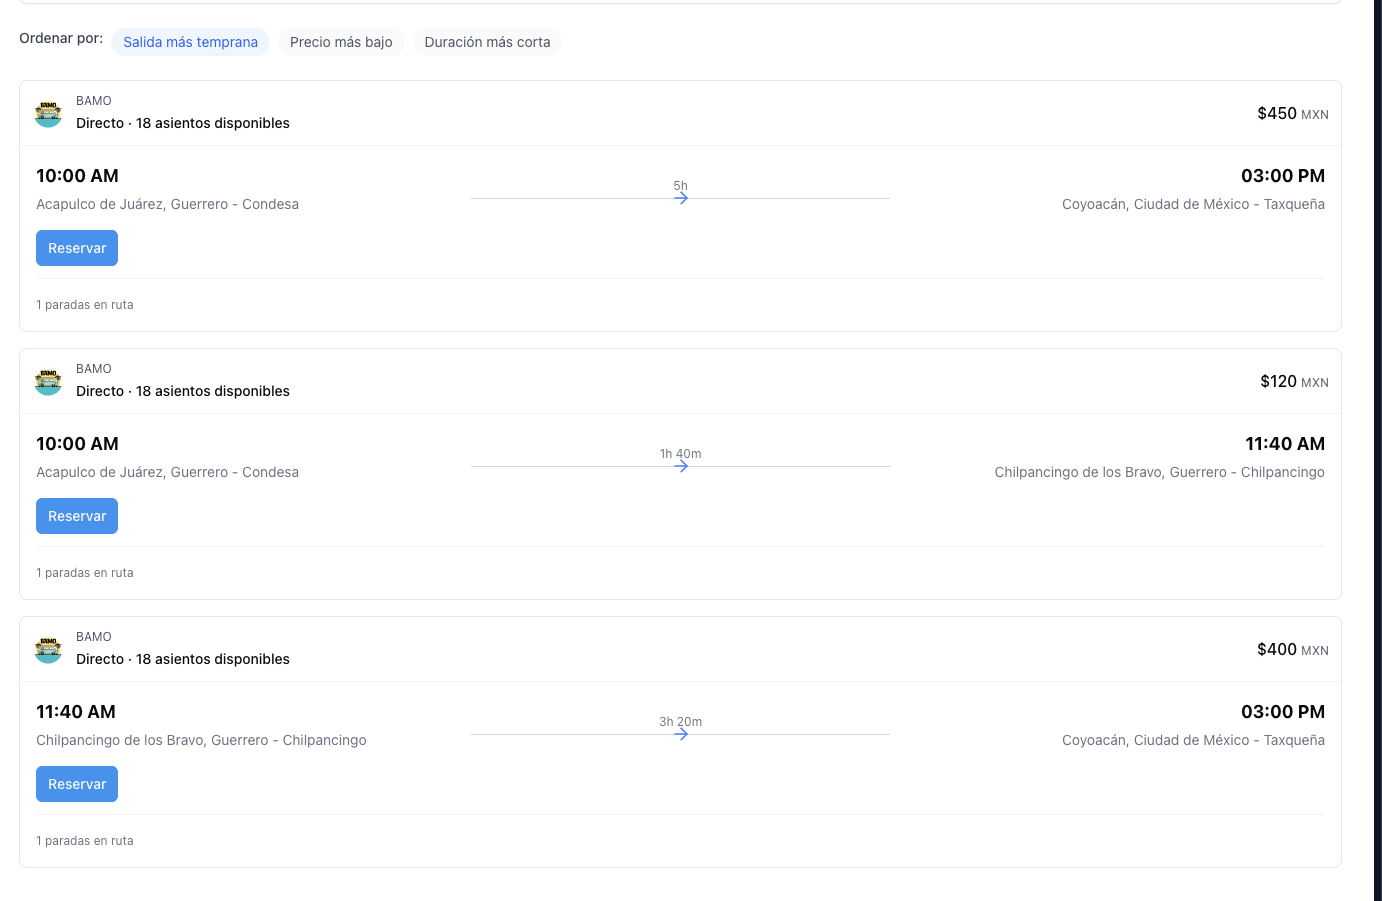 Ordenar por: Salida más temprana Precio más bajo Duración más corta
BAMO
BAMO
Directo · 18 asientos disponibles
$450 MXN
10:00 AM
5h
03:00 PM
Acapulco de Juárez, Guerrero - Condesa
Coyoacán, Ciudad de México - Taxqueña
Reservar
1 paradas en ruta
BAMO
BAMO
Directo · 18 asientos disponibles
$120 MXN
10:00 AM
1h 40m
11:40 AM
Acapulco de Juárez, Guerrero - Condesa
Chilpancingo de los Bravo, Guerrero - Chilpancingo
Reservar
1 paradas en ruta
BAMO
BAMO
Directo · 18 asientos disponibles
$400 MXN
11:40 AM
3h 20m
03:00 PM
Chilpancingo de los Bravo, Guerrero - Chilpancingo
Coyoacán, Ciudad de México - Taxqueña
Reservar
1 paradas en ruta